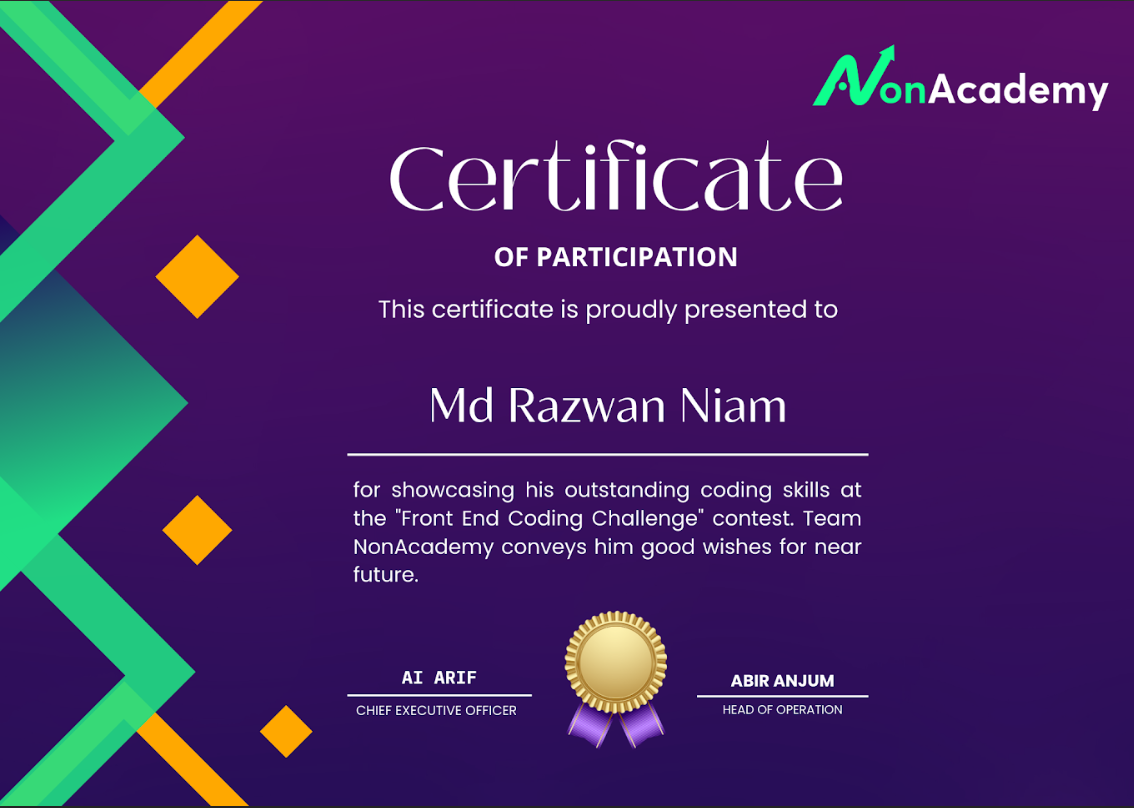 NonAcademy
Certificate
OF PARTICIPATION
This certificate is proudly presented to
Md Razwan Niam
for showcasing his outstanding coding skills at
the "Front End Coding Challenge" contest. Team
NonAcademy conveys him good wishes for near
future.
AI ARIF
CHIEF EXECUTIVE OFFICER
ABIR ANJUM
HEAD OF OPERATION